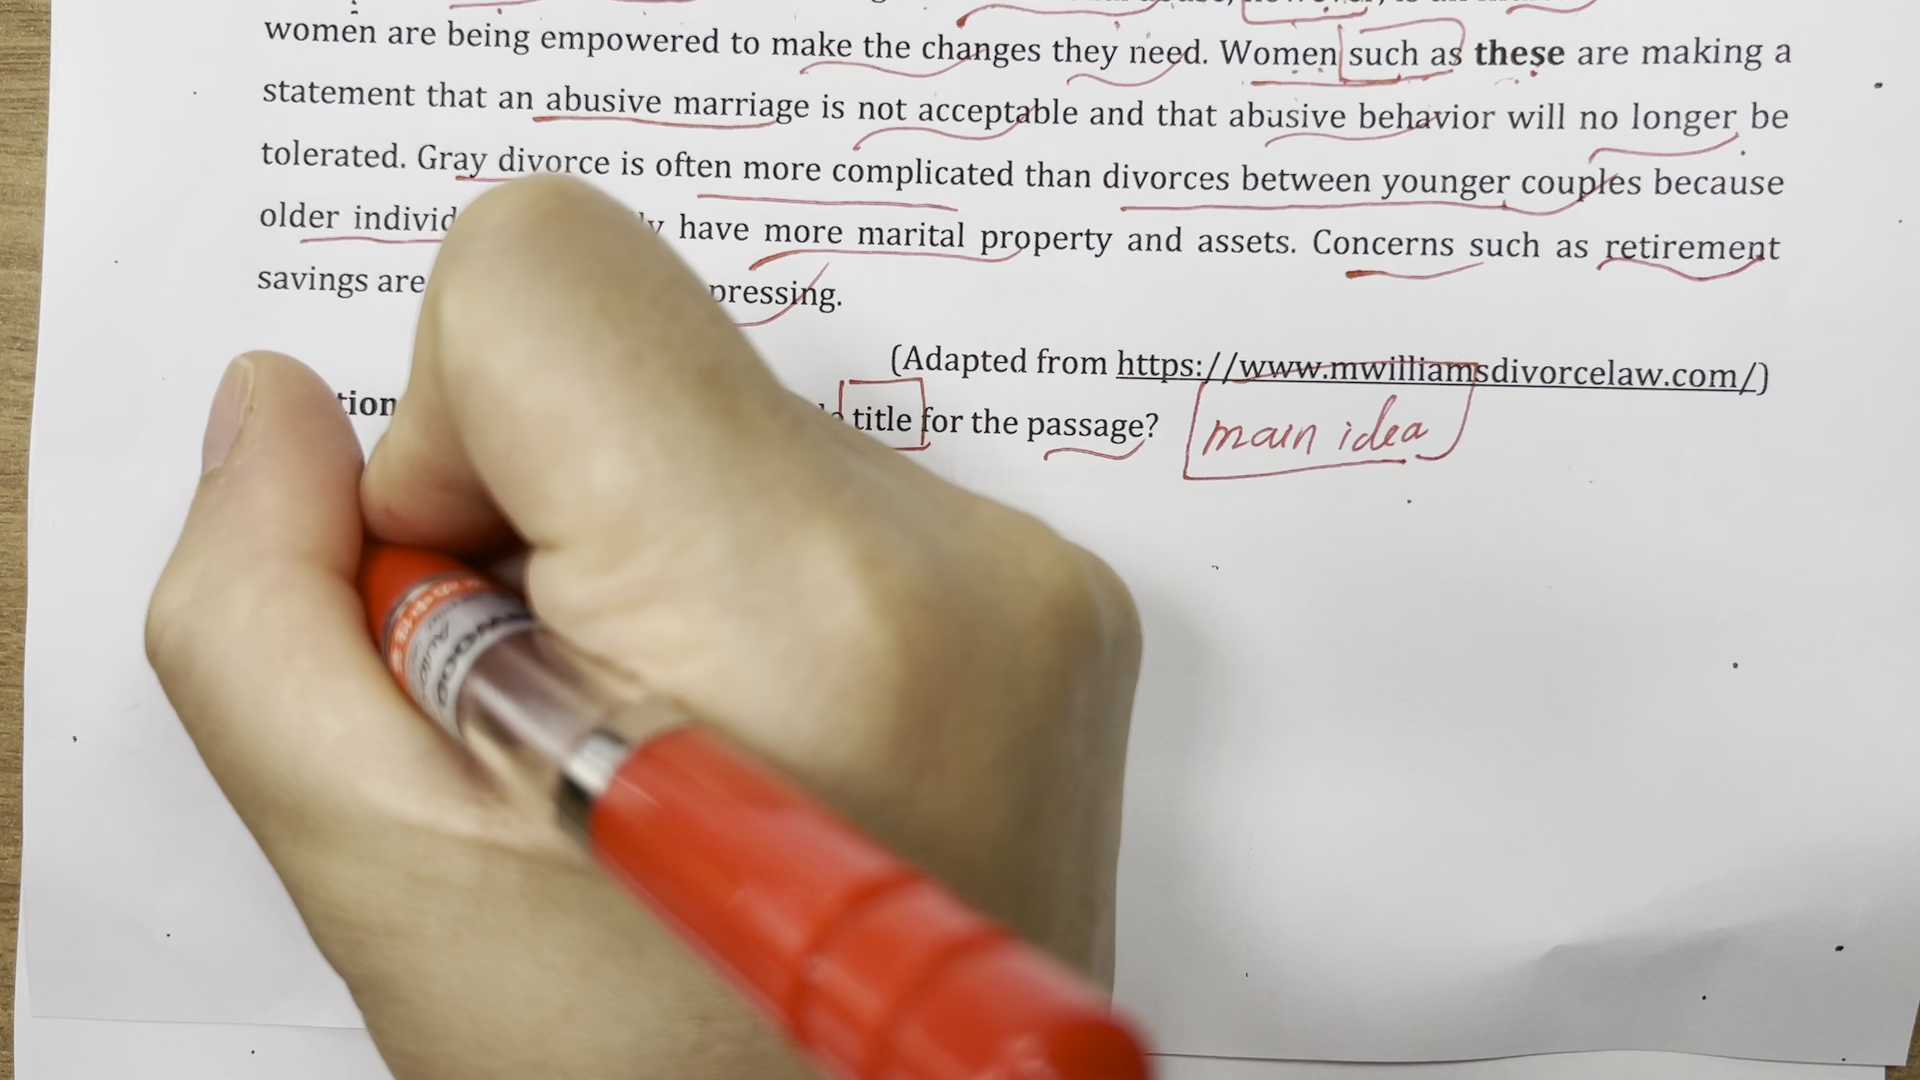 women are being empowered to make the changes they need. Women such as these are making a
statement that an abusive marriage is not acceptable and that abusive behavior will no longer be
tolerated. Gray divorce is often more complicated than divorces between younger couples because
older have more marital property and assets. Concerns such as retirement
savings are pressing.
(Adapted from https://www.mwilliamsdivorcelaw.com/)
title for the passage? main idea